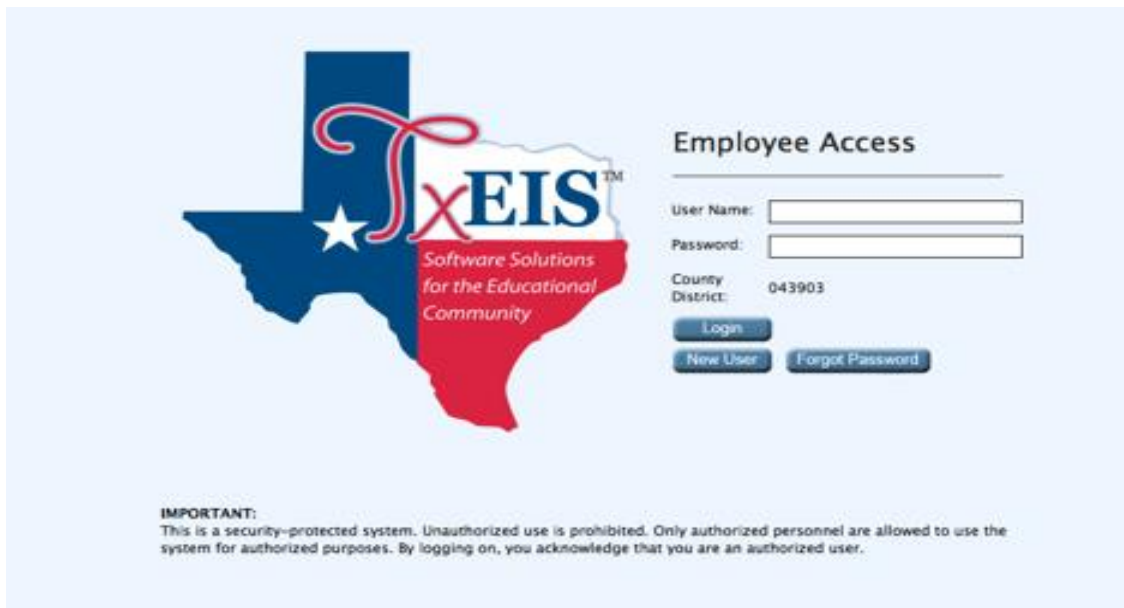 TxEIS™
Software Solutions
for the Educational
Community
Employee Access
User Name:
Password:
County
District:
043903
Login
New User
Forgot Password
IMPORTANT:
This is a security-protected system. Unauthorized use is prohibited. Only authorized personnel are allowed to use the
system for authorized purposes. By logging on, you acknowledge that you are an authorized user.